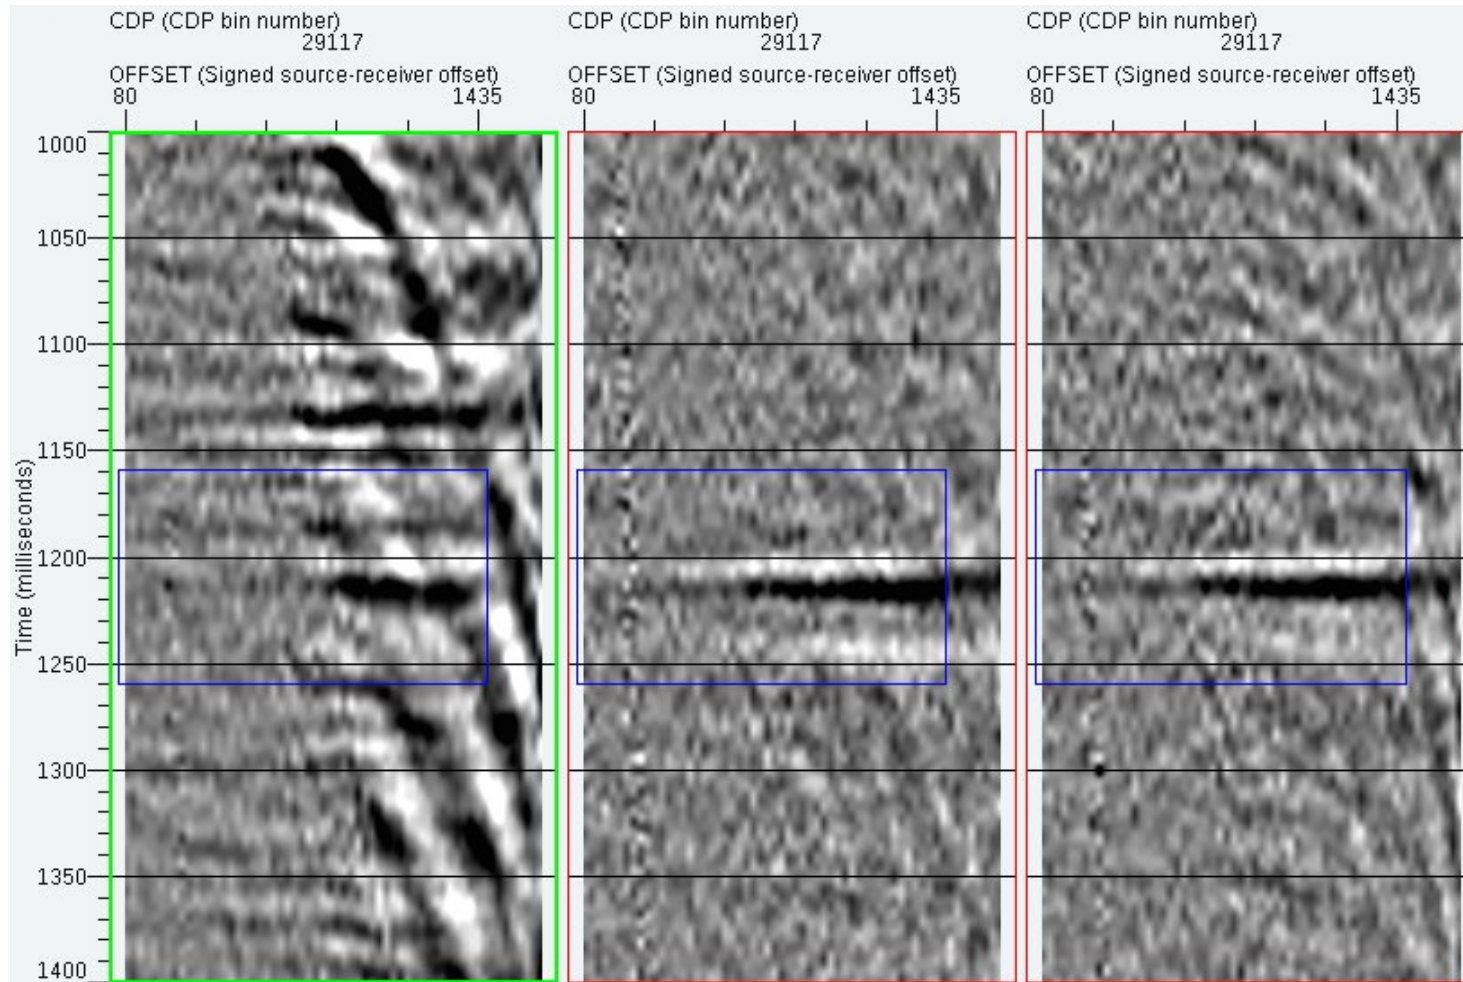 CDP (CDP bin number)
29117
OFFSET (Signed source-receiver offset)
80 1435
CDP (CDP bin number)
29117
OFFSET (Signed source-receiver offset)
80 1435
CDP (CDP bin number)
29117
OFFSET (Signed source-receiver offset)
80 1435
Time (milliseconds)
1000
1050
1100
1150
1200
1250
1300
1350
1400